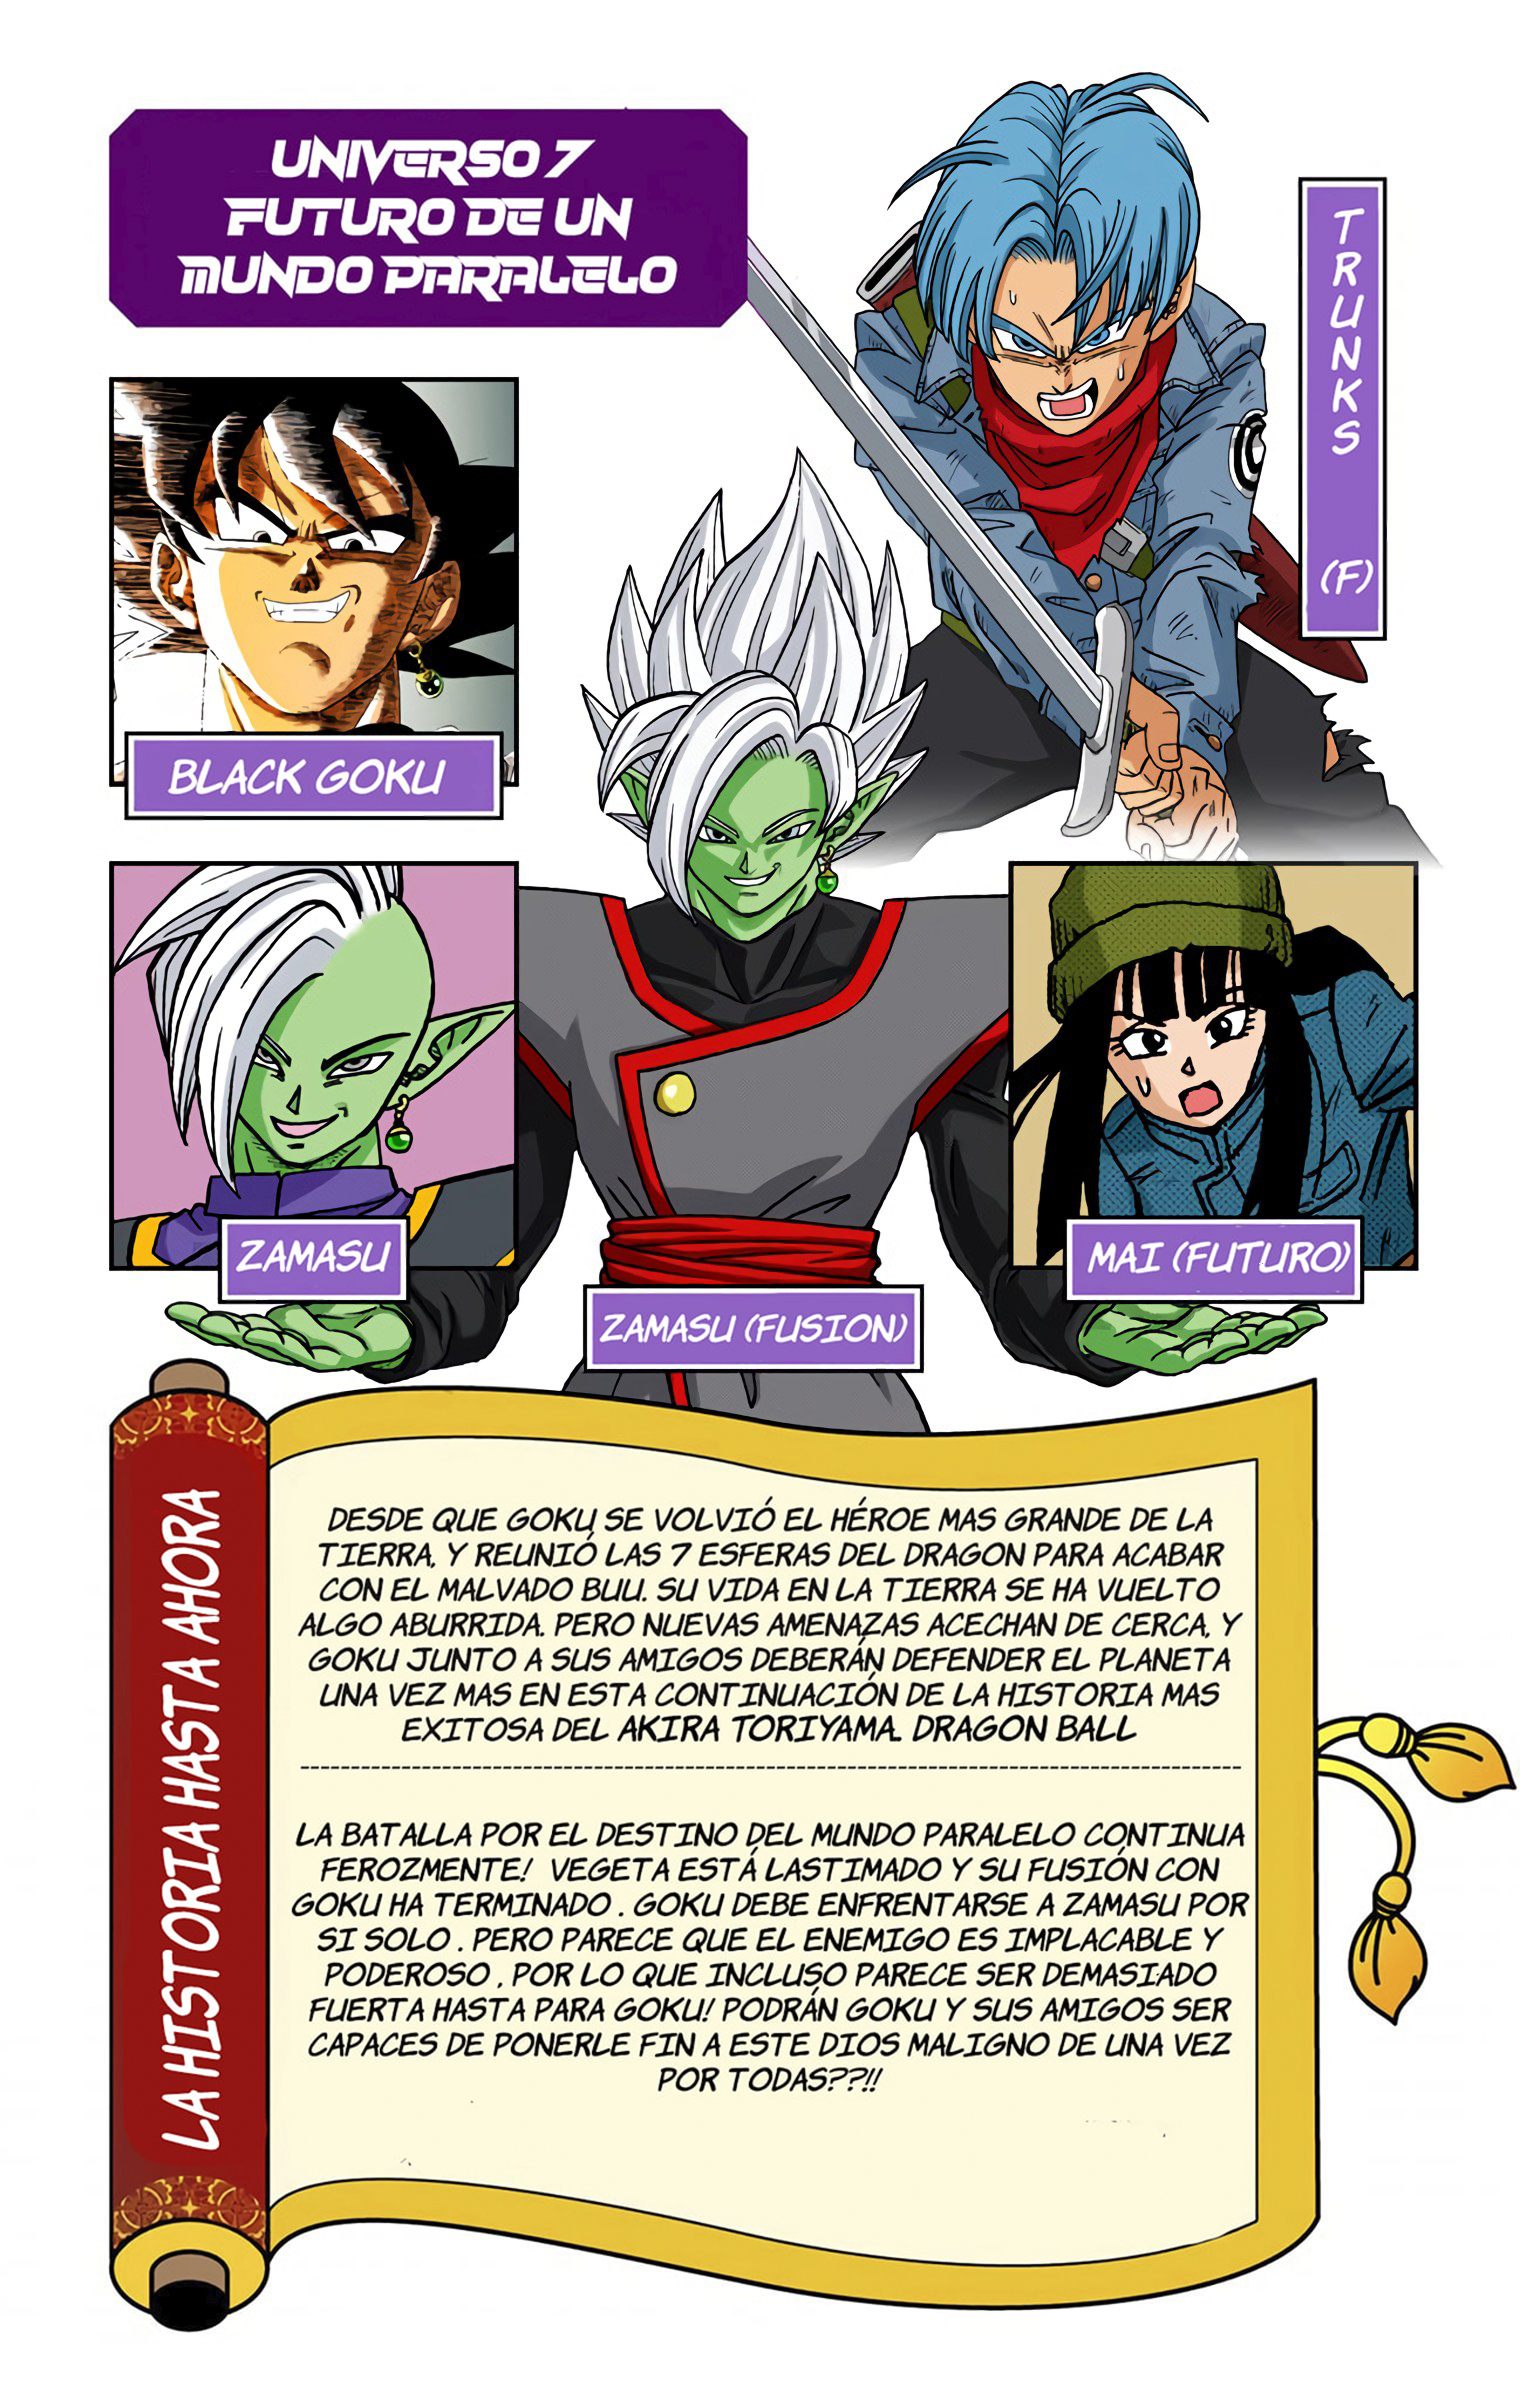 UNIVERSO 7
FUTURO DE UN
MUNDO PARALELO
TRUNKS (F)
BLACK GOKU
ZAMASU
MAI (FUTURO)
ZAMASU (FUSION)
LA HISTORIA HASTA AHORA
DESDE QUE GOKU SE VOLVIÓ EL HÉROE MAS GRANDE DE LA
TIERRA, Y REUNIÓ LAS 7 ESFERAS DEL DRAGON PARA ACABAR
CON EL MALVADO BUU. SU VIDA EN LA TIERRA SE HA VUELTO
ALGO ABURRIDA. PERO NUEVAS AMENAZAS ACECHAN DE CERCA, Y
GOKU JUNTO A SUS AMIGOS DEBERÁN DEFENDER EL PLANETA
UNA VEZ MAS EN ESTA CONTINUACIÓN DE LA HISTORIA MAS
EXITOSA DEL AKIRA TORIYAMA. DRAGON BALL
LA BATALLA POR EL DESTINO DEL MUNDO PARALELO CONTINUA
FEROZMENTE! VEGETA ESTÁ LASTIMADO Y SU FUSIÓN CON
GOKU HA TERMINADO . GOKU DEBE ENFRENTARSE A ZAMASU POR
SI SOLO . PERO PARECE QUE EL ENEMIGO ES IMPLACABLE Y
PODEROSO , POR LO QUE INCLUSO PARECE SER DEMASIADO
FUERTA HASTA PARA GOKU! PODRÁN GOKU Y SUS AMIGOS SER
CAPACES DE PONERLE FIN A ESTE DIOS MALIGNO DE UNA VEZ
POR TODAS??!!